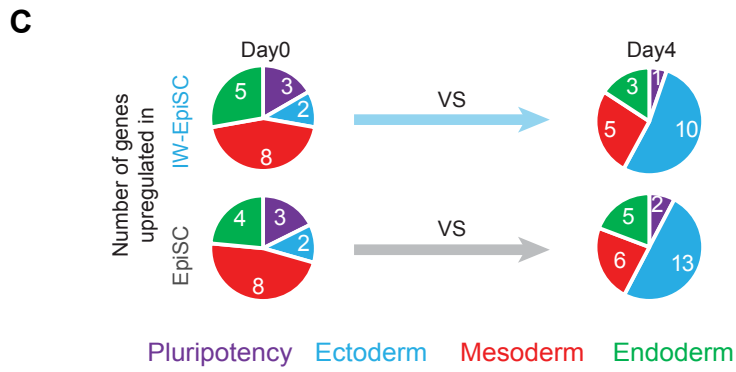 C
Day0
Day4
Number of genes
upregulated in
IW-EpiSC
5
3
2
8
VS
3
1
5
10
EpiSC
4
3
2
8
VS
5
2
6
13
Pluripotency Ectoderm Mesoderm Endoderm